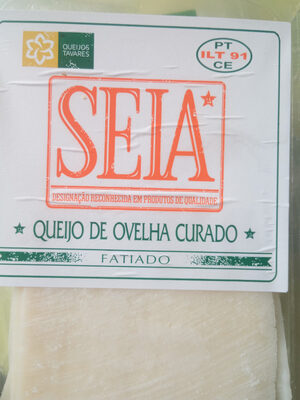 QUEIJOS
TAVARES
PT
ILT 91
CE
SEIA
DESIGNAÇÃO RECONHECIDA EM PRODUTOS DE QUALIDADE
QUEIJO DE OVELHA CURADO
FATIADO